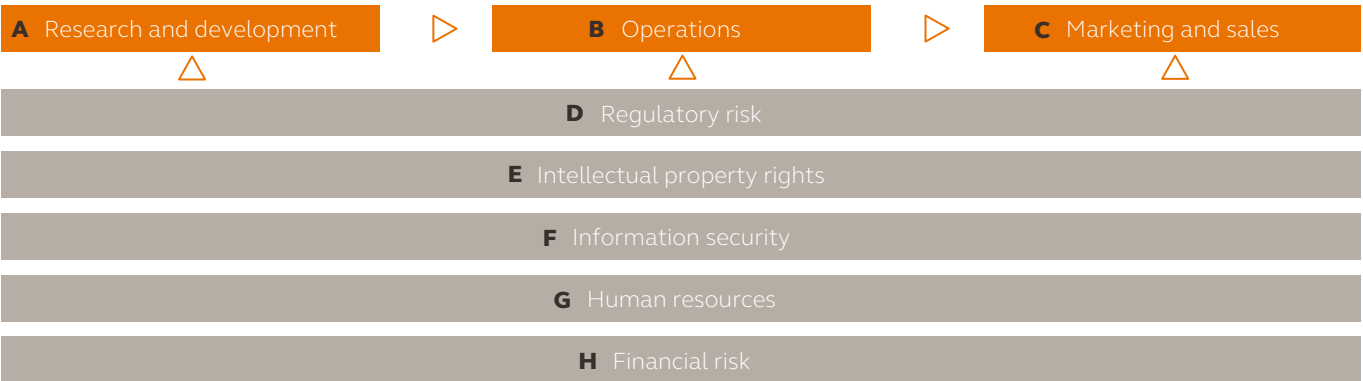 A Research and development
B Operations
C Marketing and sales
D Regulatory risk
E Intellectual property rights
F Information security
G Human resources
H Financial risk